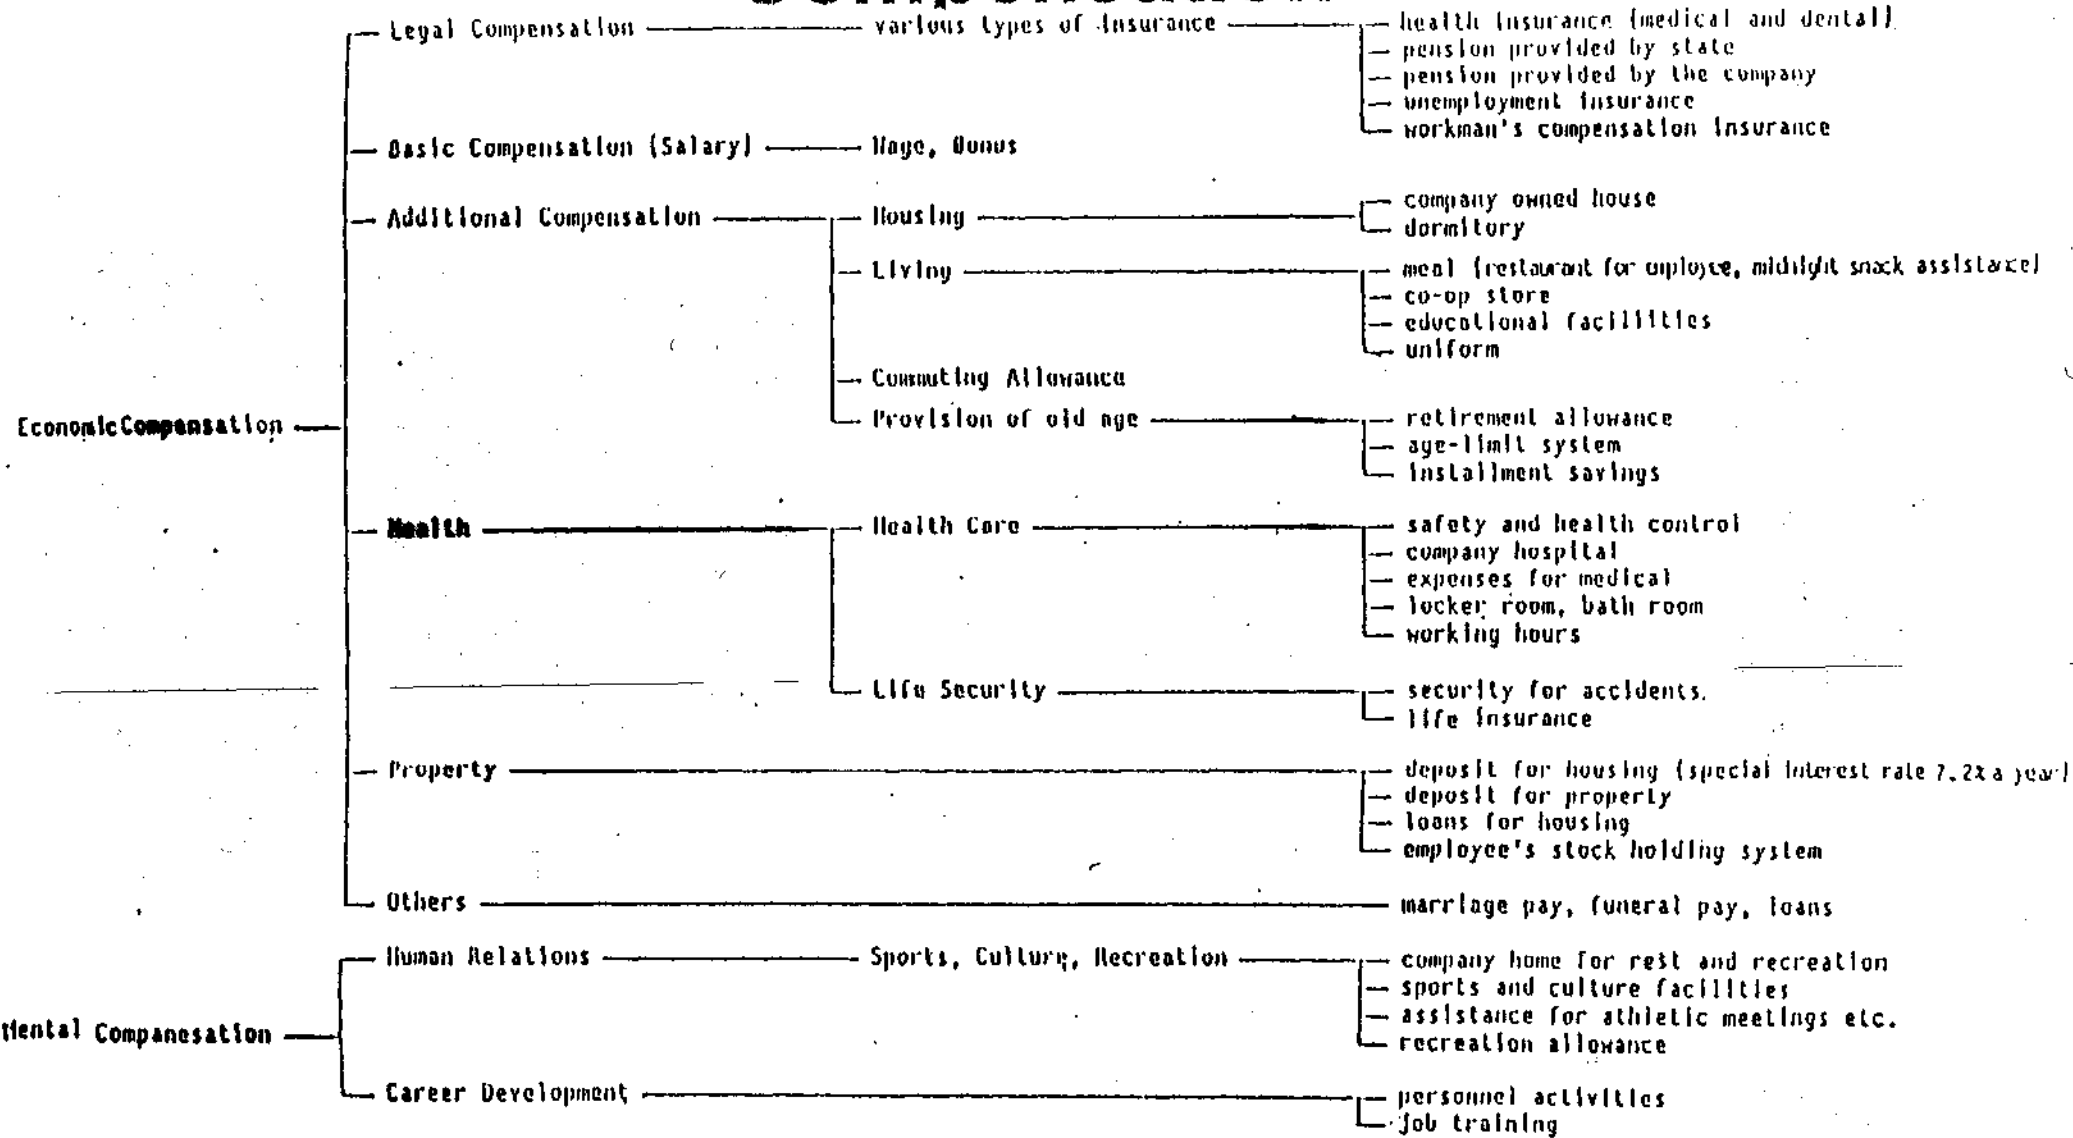 Legal Compensation various types of insurance health insurance (medical and dental)
pension provided by state
pension provided by the company
unemployment insurance
workman's compensation insurance
Basic Compensation (Salary) Wage, Bonus
Additional Compensation Housing company owned house
dormitory
Living meal (restaurant for employee, midnight snack assistance)
co-op store
educational faciliities
uniform
Commuting Allowance
Economic Compensation
Provision of old age retirement allowance
age-limit system
installment savings
Health Health Care safety and health control
company hospital
expenses for medical
locker room, bath room
working hours
Life Security security for accidents.
life insurance
Property deposit for housing (special interest rate 7.2% a year)
deposit for property
loans for housing
employee's stock holding system
Others marriage pay, funeral pay, loans
Human Relations Sports, Culture, Recreation company home for rest and recreation
sports and culture facilities
assistance for athletic meetings etc.
recreation allowance
Mental Companesation
Career Development personnel activities
job training